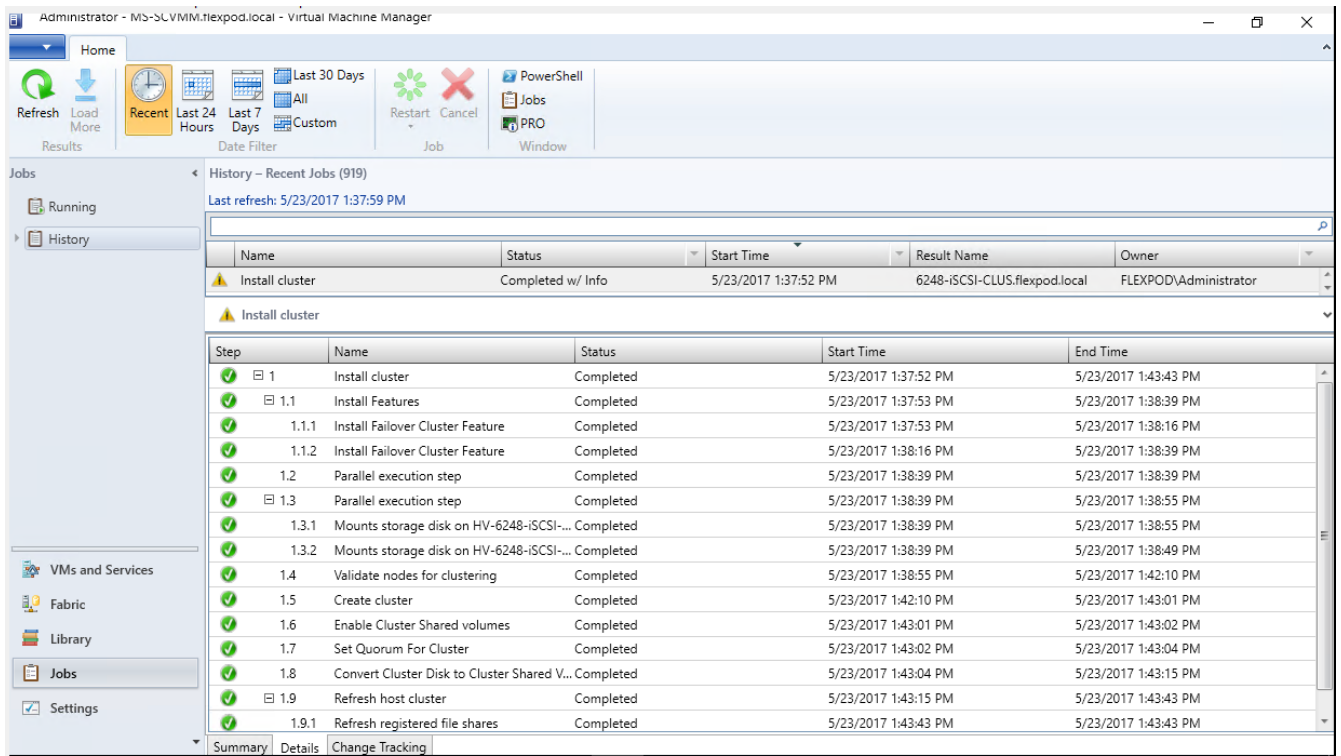 Administrator - MS-SCVMM.flexpod.local - Virtual Machine Manager
Home
Refresh
Load More
Results
Recent
Last 24 Hours
Last 7 Days
Last 30 Days
All
Custom
Date Filter
Restart
Cancel
Job
PowerShell
Jobs
PRO
Window
Jobs
Running
History
VMs and Services
Fabric
Library
Jobs
Settings
History – Recent Jobs (919)
Last refresh: 5/23/2017 1:37:59 PM
Name Status Start Time Result Name Owner
Install cluster Completed w/ Info 5/23/2017 1:37:52 PM 6248-iSCSI-CLUS.flexpod.local FLEXPOD\Administrator
Install cluster
Step Name Status Start Time End Time
1 Install cluster Completed 5/23/2017 1:37:52 PM 5/23/2017 1:43:43 PM
1.1 Install Features Completed 5/23/2017 1:37:53 PM 5/23/2017 1:38:39 PM
1.1.1 Install Failover Cluster Feature Completed 5/23/2017 1:37:53 PM 5/23/2017 1:38:16 PM
1.1.2 Install Failover Cluster Feature Completed 5/23/2017 1:38:16 PM 5/23/2017 1:38:39 PM
1.2 Parallel execution step Completed 5/23/2017 1:38:39 PM 5/23/2017 1:38:39 PM
1.3 Parallel execution step Completed 5/23/2017 1:38:39 PM 5/23/2017 1:38:55 PM
1.3.1 Mounts storage disk on HV-6248-iSCSI-... Completed 5/23/2017 1:38:39 PM 5/23/2017 1:38:55 PM
1.3.2 Mounts storage disk on HV-6248-iSCSI-... Completed 5/23/2017 1:38:39 PM 5/23/2017 1:38:49 PM
1.4 Validate nodes for clustering Completed 5/23/2017 1:38:55 PM 5/23/2017 1:42:10 PM
1.5 Create cluster Completed 5/23/2017 1:42:10 PM 5/23/2017 1:43:01 PM
1.6 Enable Cluster Shared volumes Completed 5/23/2017 1:43:01 PM 5/23/2017 1:43:02 PM
1.7 Set Quorum For Cluster Completed 5/23/2017 1:43:02 PM 5/23/2017 1:43:04 PM
1.8 Convert Cluster Disk to Cluster Shared V... Completed 5/23/2017 1:43:04 PM 5/23/2017 1:43:15 PM
1.9 Refresh host cluster Completed 5/23/2017 1:43:15 PM 5/23/2017 1:43:43 PM
1.9.1 Refresh registered file shares Completed 5/23/2017 1:43:43 PM 5/23/2017 1:43:43 PM
Summary Details Change Tracking